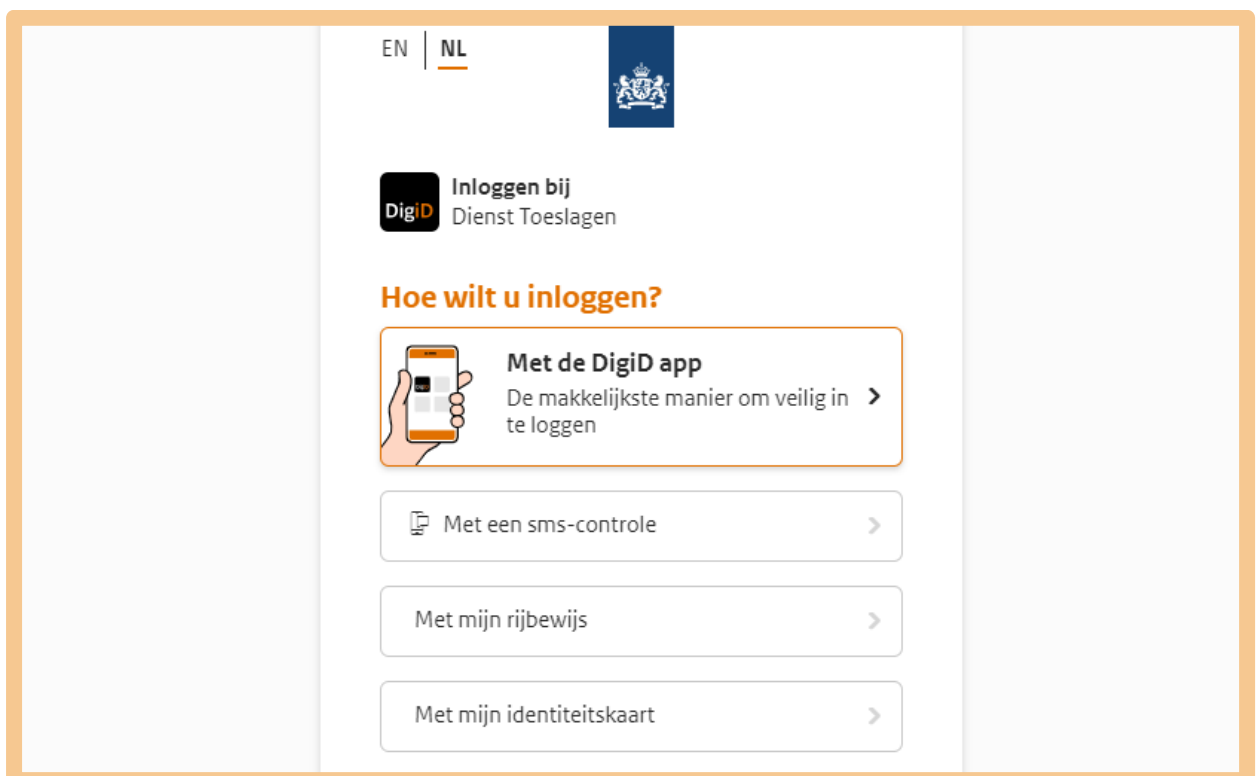 EN NL
DigiD
Inloggen bij
Dienst Toeslagen
Hoe wilt u inloggen?
Met de DigiD app
De makkelijkste manier om veilig in
te loggen
Met een sms-controle
Met mijn rijbewijs
Met mijn identiteitskaart